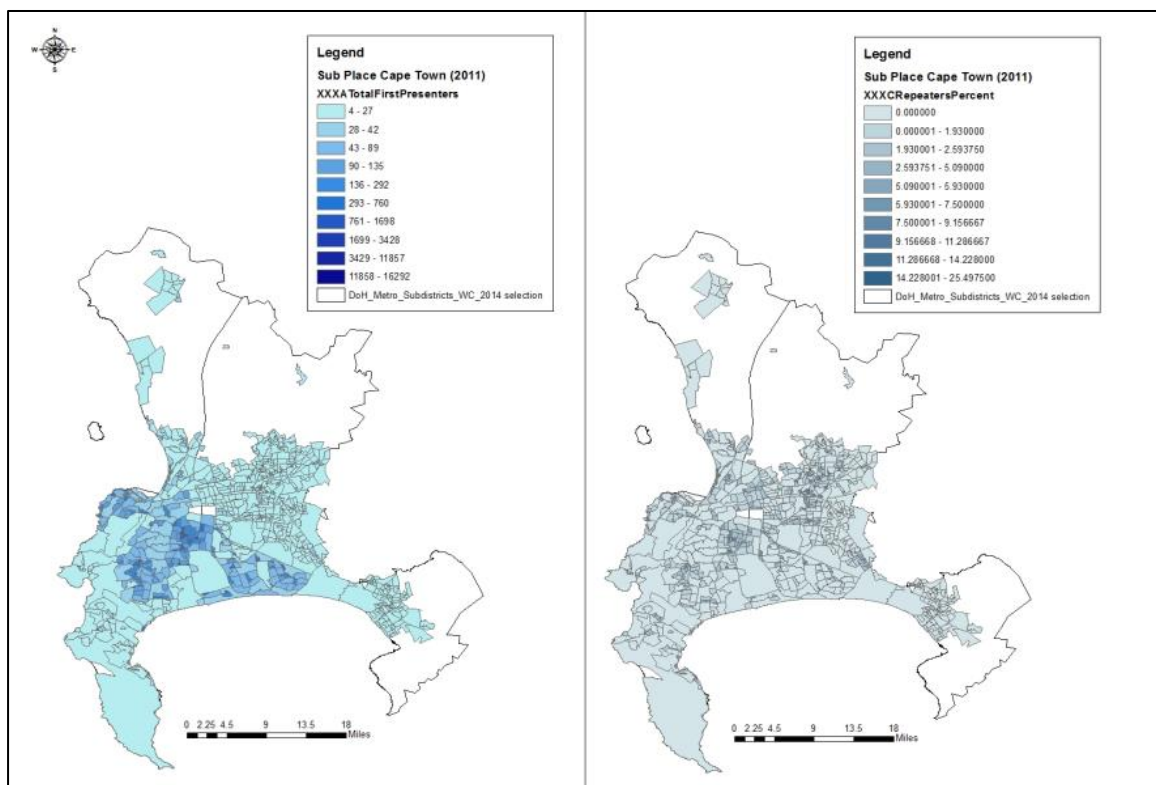 N
W E
S
Legend
Sub Place Cape Town (2011)
XXXATotalFirstPresenters
4 - 27
28 - 42
43 - 89
90 - 135
136 - 292
293 - 760
761 - 1698
1699 - 3428
3429 - 11857
11858 - 16292
DoH_Metro_Subdistricts_WC_2014 selection
0 2.25 4.5 9 13.5 18
Miles
Legend
Sub Place Cape Town (2011)
XXXCRepeatersPercent
0.000000
0.000001 - 1.930000
1.930001 - 2.593750
2.593751 - 5.090000
5.090001 - 5.930000
5.930001 - 7.500000
7.500001 - 9.156667
9.156668 - 11.286667
11.286668 - 14.228000
14.228001 - 25.497500
DoH_Metro_Subdistricts_WC_2014 selection
0 2.25 4.5 9 13.5 18
Miles